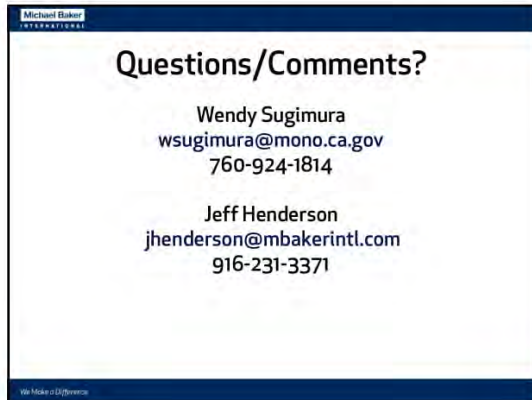 Michael Baker
INTERNATIONAL
Questions/Comments?
Wendy Sugimura
wsugimura@mono.ca.gov
760-924-1814
Jeff Henderson
jhenderson@mbakerintl.com
916-231-3371
We Make a Difference